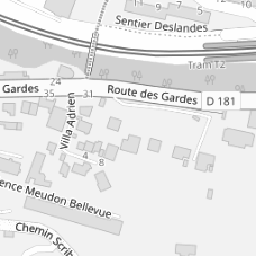 Sentier Deslandes
Tram T2
24
Gardes
35
31
Route des Gardes
D 181
Villa Adrien
4
8
ence Meudon Bellevue
Chemin Scrib